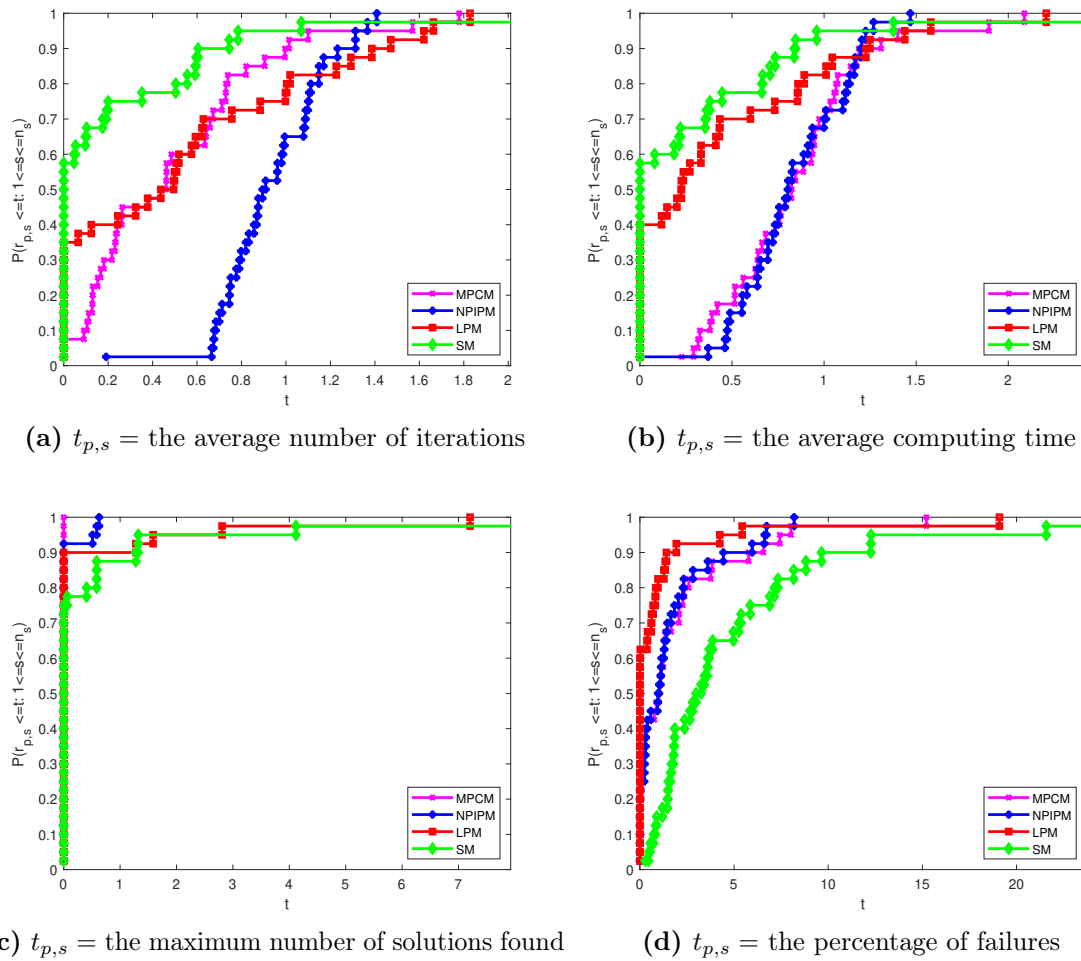 1
0.9
0.8
0.7
0.6
0.5
0.4
0.3
0.2
0.1
0
P(r_{p,s} <=t: 1<=s<=n_s)
MPCM
NPIPM
LPM
SM
0 0.2 0.4 0.6 0.8 1 1.2 1.4 1.6 1.8 2
t
(a) t_{p,s} = the average number of iterations
1
0.9
0.8
0.7
0.6
0.5
0.4
0.3
0.2
0.1
0
P(r_{p,s} <=t: 1<=s<=n_s)
MPCM
NPIPM
LPM
SM
0 0.5 1 1.5 2
t
(b) t_{p,s} = the average computing time
1
0.9
0.8
0.7
0.6
0.5
0.4
0.3
0.2
0.1
0
P(r_{p,s} <=t: 1<=s<=n_s)
MPCM
NPIPM
LPM
SM
0 1 2 3 4 5 6 7
t
c) t_{p,s} = the maximum number of solutions found
1
0.9
0.8
0.7
0.6
0.5
0.4
0.3
0.2
0.1
0
P(r_{p,s} <=t: 1<=s<=n_s)
MPCM
NPIPM
LPM
SM
0 5 10 15 20
t
(d) t_{p,s} = the percentage of failures